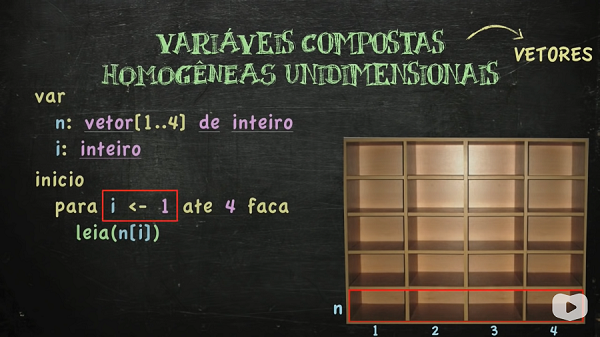 VARIÁVEIS COMPOSTAS
HOMOGÊNEAS UNIDIMENSIONAIS
VETORES
var
n: vetor[1..4] de inteiro
i: inteiro
inicio
para i <- 1 ate 4 faca
leia(n[i])
n
1 2 3 4